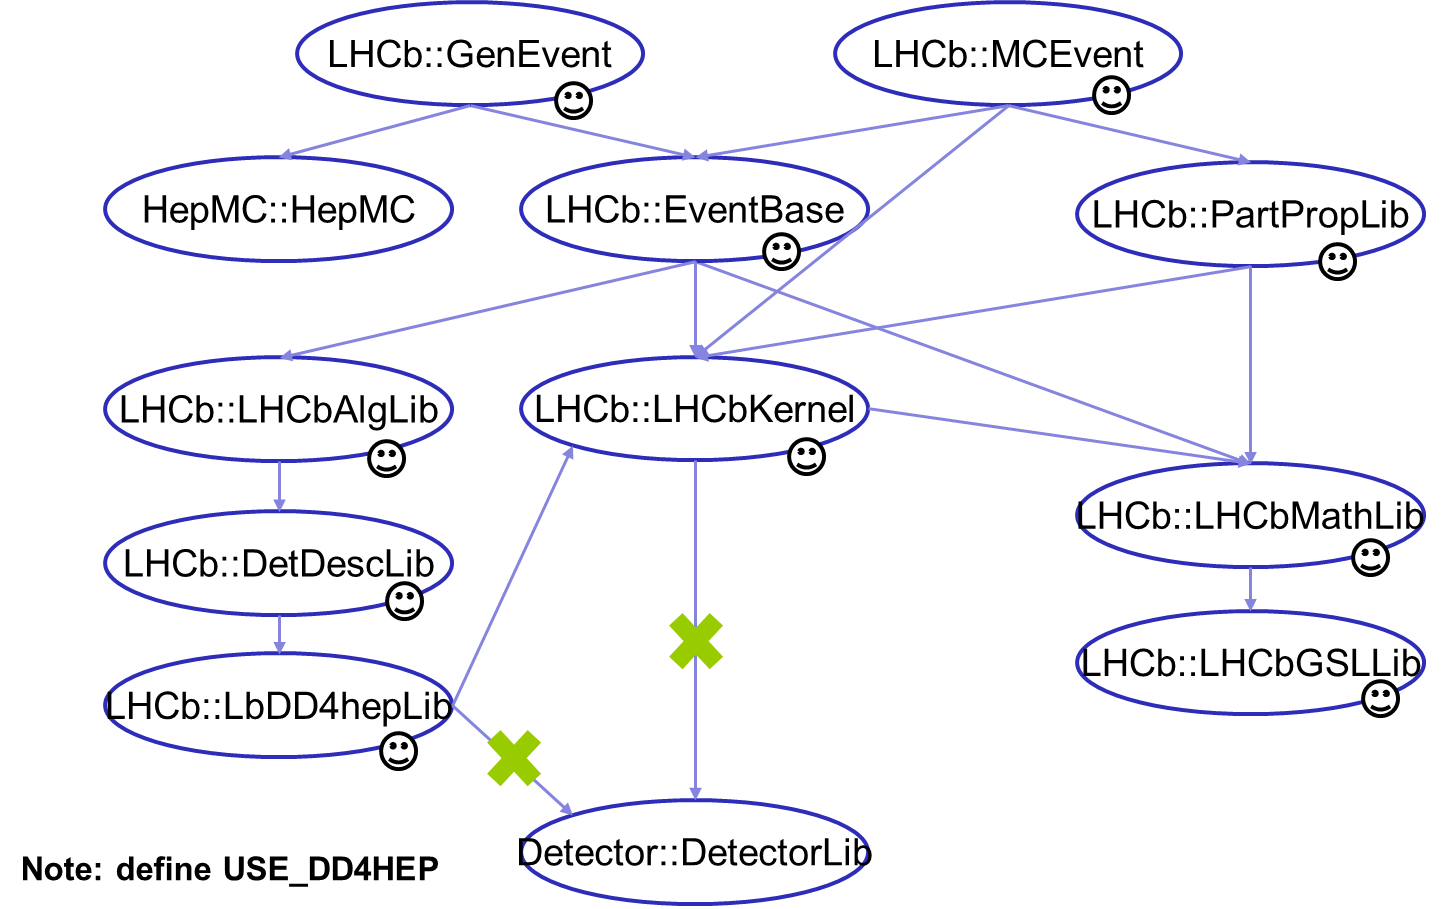 LHCb::GenEvent
LHCb::MCEvent
HepMC::HepMC
LHCb::EventBase
LHCb::PartPropLib
LHCb::LHCbAlgLib
LHCb::LHCbKernel
LHCb::LHCbMathLib
LHCb::DetDescLib
LHCb::LHCbGSLLib
LHCb::LbDD4hepLib
Detector::DetectorLib
Note: define USE_DD4HEP